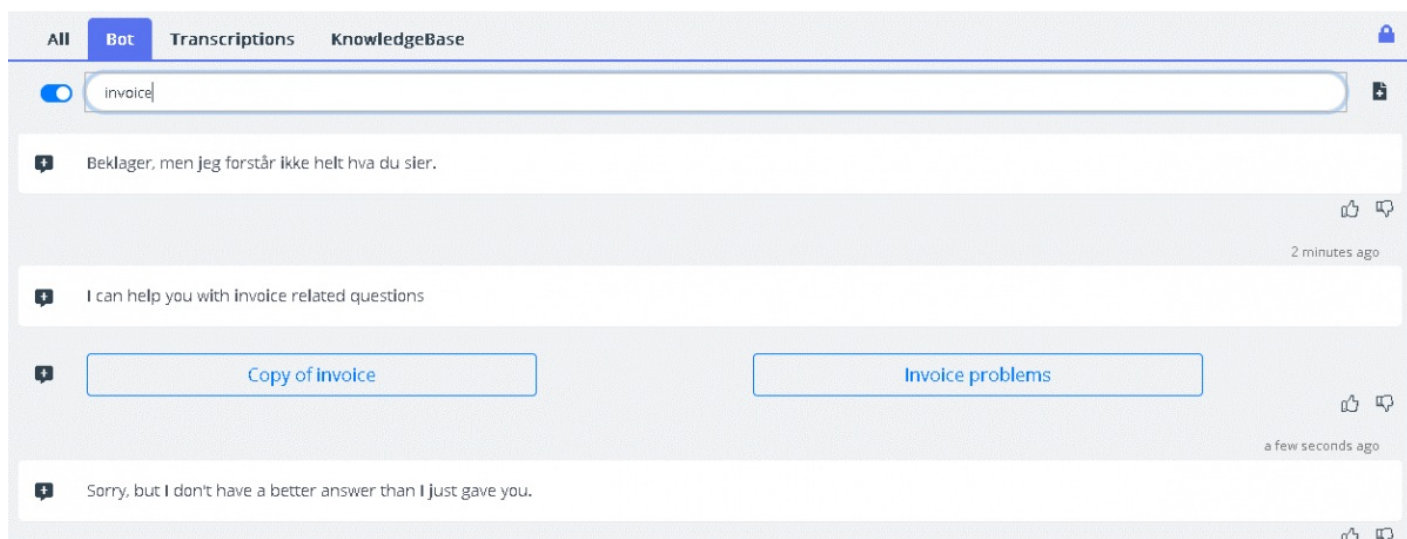 All Bot Transcriptions KnowledgeBase
invoice
Beklager, men jeg forstår ikke helt hva du sier.
2 minutes ago
I can help you with invoice related questions
Copy of invoice Invoice problems
a few seconds ago
Sorry, but I don't have a better answer than I just gave you.